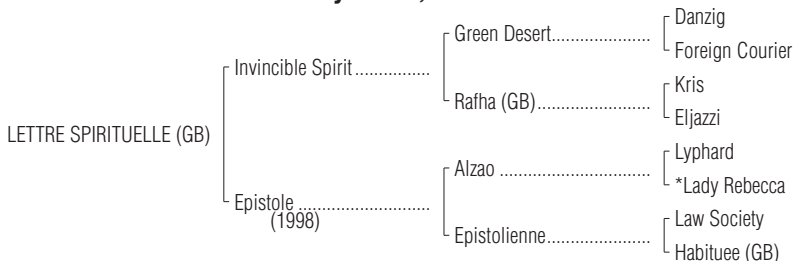 Danzig
Green Desert....................
Foreign Courier
Invincible Spirit ...............
Kris
Rafha (GB).......................
Eljazzi
LETTRE SPIRITUELLE (GB)
Lyphard
Alzao ..............................
*Lady Rebecca
Epistole ..........................
(1998)
Law Society
Epistolienne.....................
Habituee (GB)